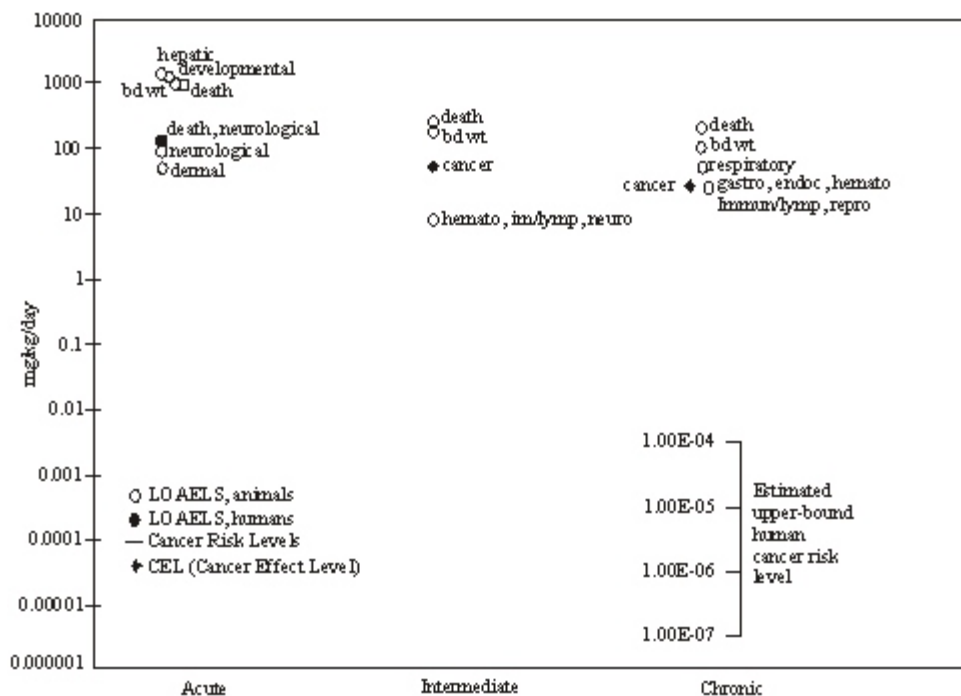 10000
1000
100
10
1
0.1
0.01
0.001
0.0001
0.00001
0.000001
mg/kg/day
hepatic
developmental
bd wt
death
death, neurological
neurological
dermal
death
bd wt
cancer
hemato, im/lymp, neuro
death
bd wt
respiratory
cancer
gastro, endoc, hemato
Immun/lymp, repro
LOAELS, animals
LOAELS, humans
Cancer Risk Levels
CEL (Cancer Effect Level)
1.00E-04
1.00E-05
1.00E-06
1.00E-07
Estimated
upper-bound
human
cancer risk
level
Acute
Intermediate
Chronic